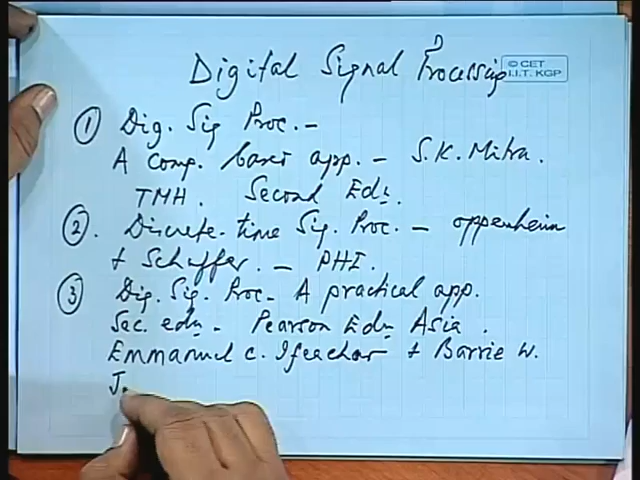 Digital Signal Processing
© CET
I.I.T. KGP
① Dig. Sig Proc. -
A Comp. based app. - S.K. Mitra.
TMH. Second Edn.
②. Discrete-time Sig. Proc. - Oppenheim
+ Schaffer. - PHI.
③ Dig. Sig. Proc - A practical app.
Sec. edn - Pearson Edn Asia.
Emmanuel C. Ifeachor + Barrie W.
J.